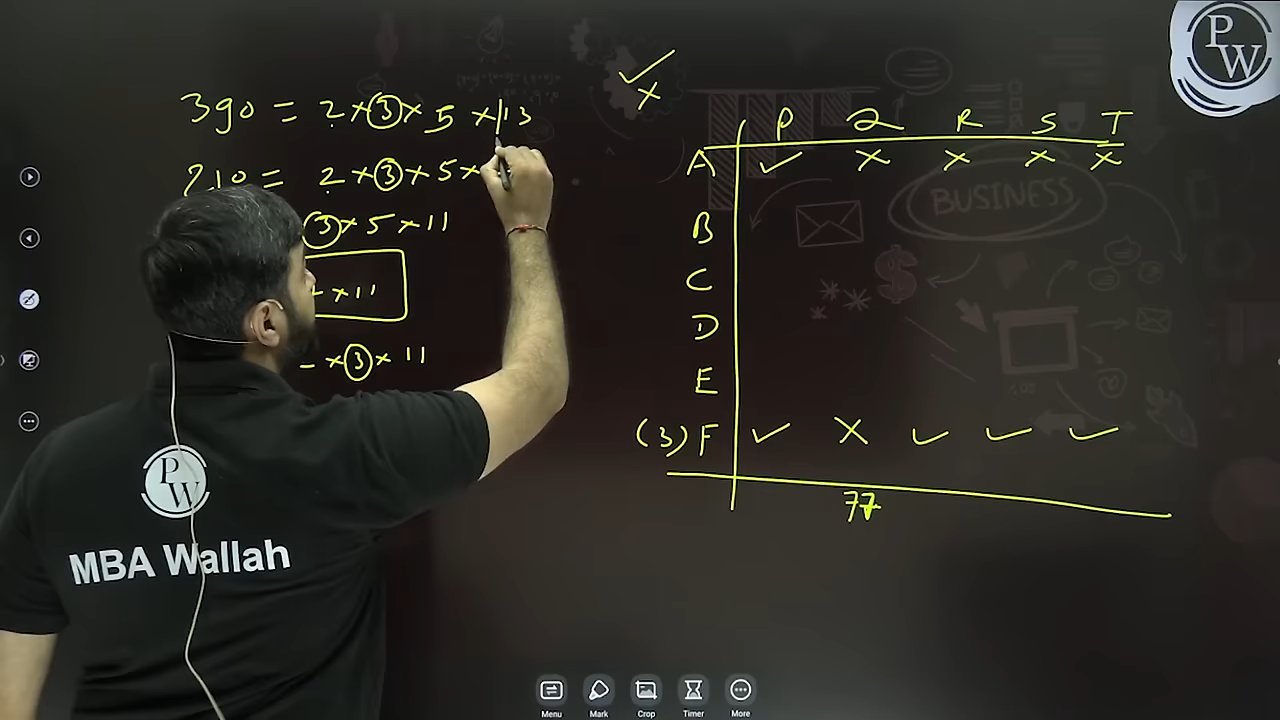 390 = 2 × 3 × 5 × 13
210 = 2 × 3 × 5 ×
3 × 5 × 11
× 11
× 3 × 11
✓
×
P Q R S T
A ✓ × × × ×
B
C
D
E
(3) F ✓ × ✓ ✓ ✓
77
PW
BUSINESS
PW
MBA Wallah
Menu Mark Crop Timer More